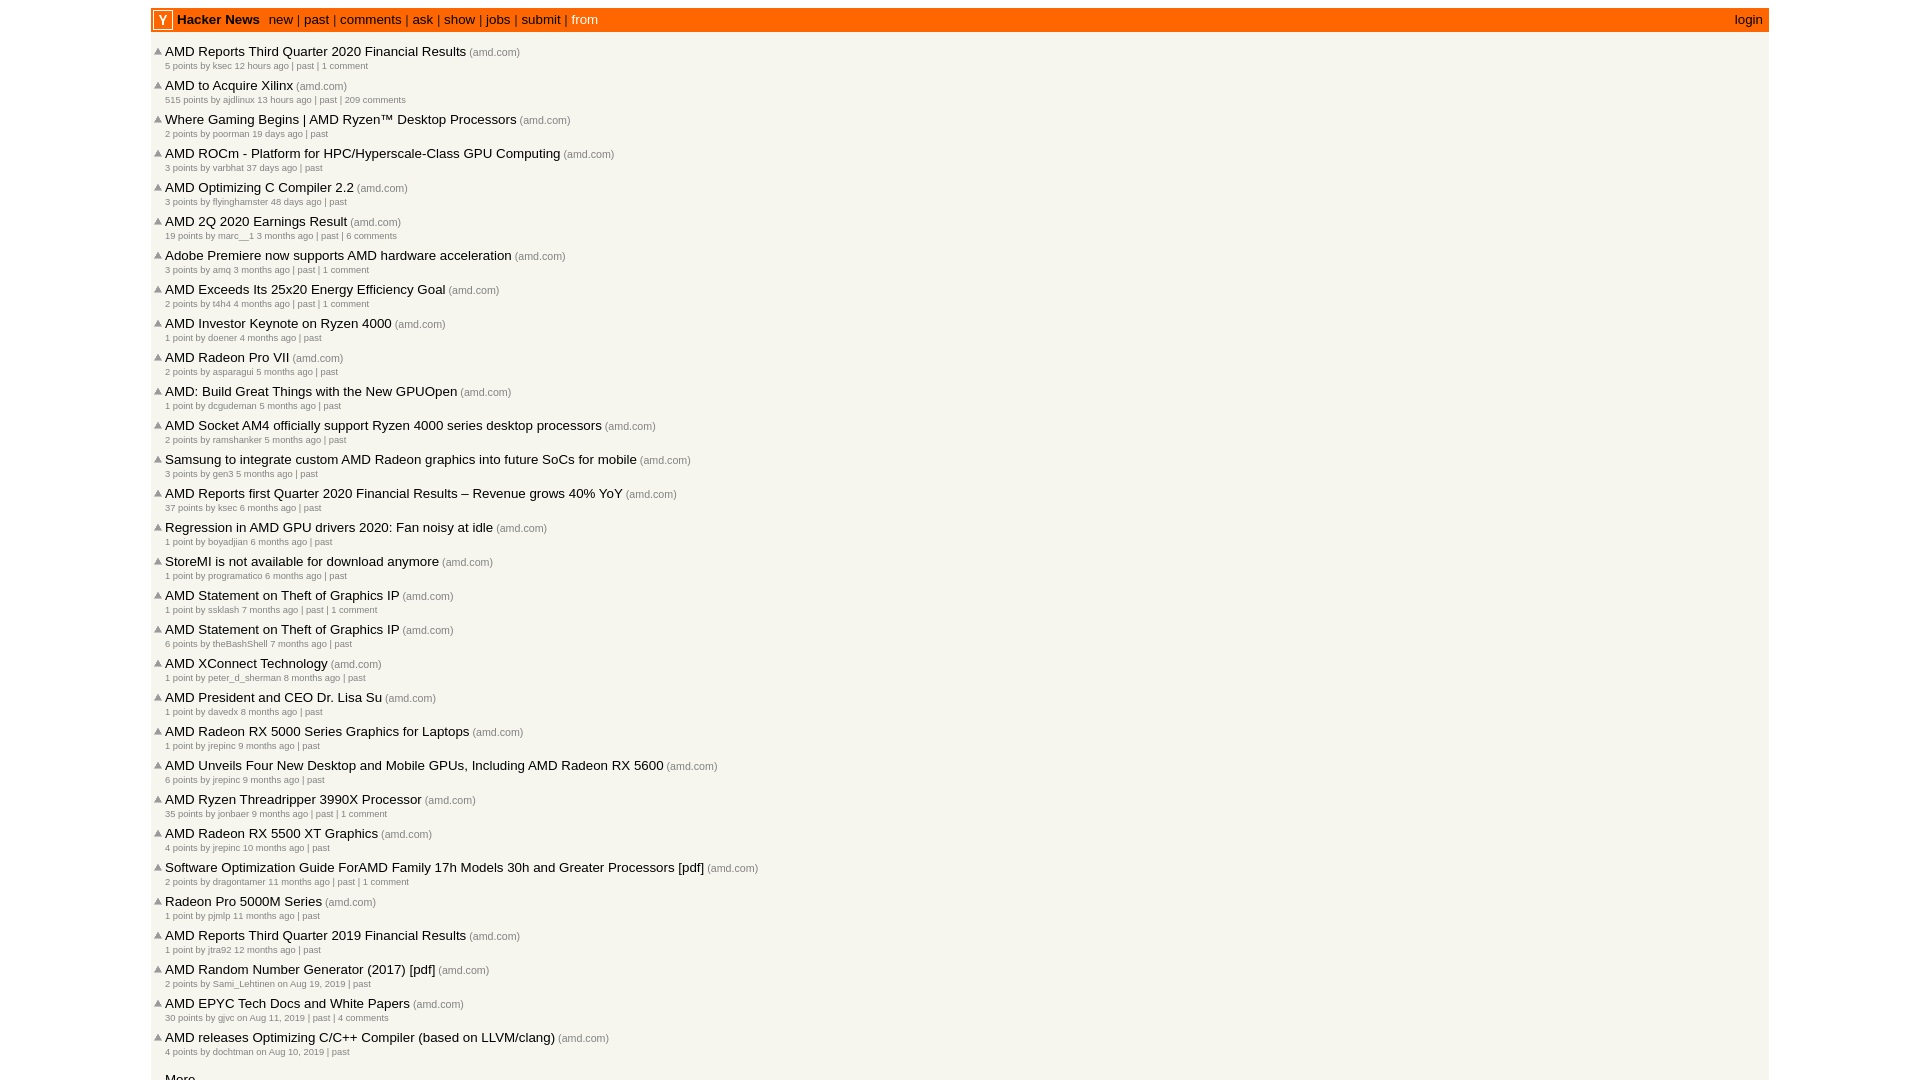 Y Hacker News new | past | comments | ask | show | jobs | submit | from login
AMD Reports Third Quarter 2020 Financial Results (amd.com)
5 points by ksec 12 hours ago | past | 1 comment
AMD to Acquire Xilinx (amd.com)
515 points by ajdlinux 13 hours ago | past | 209 comments
Where Gaming Begins | AMD Ryzen™ Desktop Processors (amd.com)
2 points by poorman 19 days ago | past
AMD ROCm - Platform for HPC/Hyperscale-Class GPU Computing (amd.com)
3 points by varbhat 37 days ago | past
AMD Optimizing C Compiler 2.2 (amd.com)
3 points by flyinghamster 48 days ago | past
AMD 2Q 2020 Earnings Result (amd.com)
19 points by marc__1 3 months ago | past | 6 comments
Adobe Premiere now supports AMD hardware acceleration (amd.com)
3 points by amq 3 months ago | past | 1 comment
AMD Exceeds Its 25x20 Energy Efficiency Goal (amd.com)
2 points by t4h4 4 months ago | past | 1 comment
AMD Investor Keynote on Ryzen 4000 (amd.com)
1 point by doener 4 months ago | past
AMD Radeon Pro VII (amd.com)
2 points by asparagui 5 months ago | past
AMD: Build Great Things with the New GPUOpen (amd.com)
1 point by dcgudeman 5 months ago | past
AMD Socket AM4 officially support Ryzen 4000 series desktop processors (amd.com)
2 points by ramshanker 5 months ago | past
Samsung to integrate custom AMD Radeon graphics into future SoCs for mobile (amd.com)
3 points by gen3 5 months ago | past
AMD Reports first Quarter 2020 Financial Results – Revenue grows 40% YoY (amd.com)
37 points by ksec 6 months ago | past
Regression in AMD GPU drivers 2020: Fan noisy at idle (amd.com)
1 point by boyadjian 6 months ago | past
StoreMI is not available for download anymore (amd.com)
1 point by programatico 6 months ago | past
AMD Statement on Theft of Graphics IP (amd.com)
1 point by ssklash 7 months ago | past | 1 comment
AMD Statement on Theft of Graphics IP (amd.com)
6 points by theBashShell 7 months ago | past
AMD XConnect Technology (amd.com)
1 point by peter_d_sherman 8 months ago | past
AMD President and CEO Dr. Lisa Su (amd.com)
1 point by davedx 8 months ago | past
AMD Radeon RX 5000 Series Graphics for Laptops (amd.com)
1 point by jrepinc 9 months ago | past
AMD Unveils Four New Desktop and Mobile GPUs, Including AMD Radeon RX 5600 (amd.com)
6 points by jrepinc 9 months ago | past
AMD Ryzen Threadripper 3990X Processor (amd.com)
35 points by jonbaer 9 months ago | past | 1 comment
AMD Radeon RX 5500 XT Graphics (amd.com)
4 points by jrepinc 10 months ago | past
Software Optimization Guide ForAMD Family 17h Models 30h and Greater Processors [pdf] (amd.com)
2 points by dragontamer 11 months ago | past | 1 comment
Radeon Pro 5000M Series (amd.com)
1 point by pjmlp 11 months ago | past
AMD Reports Third Quarter 2019 Financial Results (amd.com)
1 point by jtra92 12 months ago | past
AMD Random Number Generator (2017) [pdf] (amd.com)
2 points by Sami_Lehtinen on Aug 19, 2019 | past
AMD EPYC Tech Docs and White Papers (amd.com)
30 points by gjvc on Aug 11, 2019 | past | 4 comments
AMD releases Optimizing C/C++ Compiler (based on LLVM/clang) (amd.com)
4 points by dochtman on Aug 10, 2019 | past
More